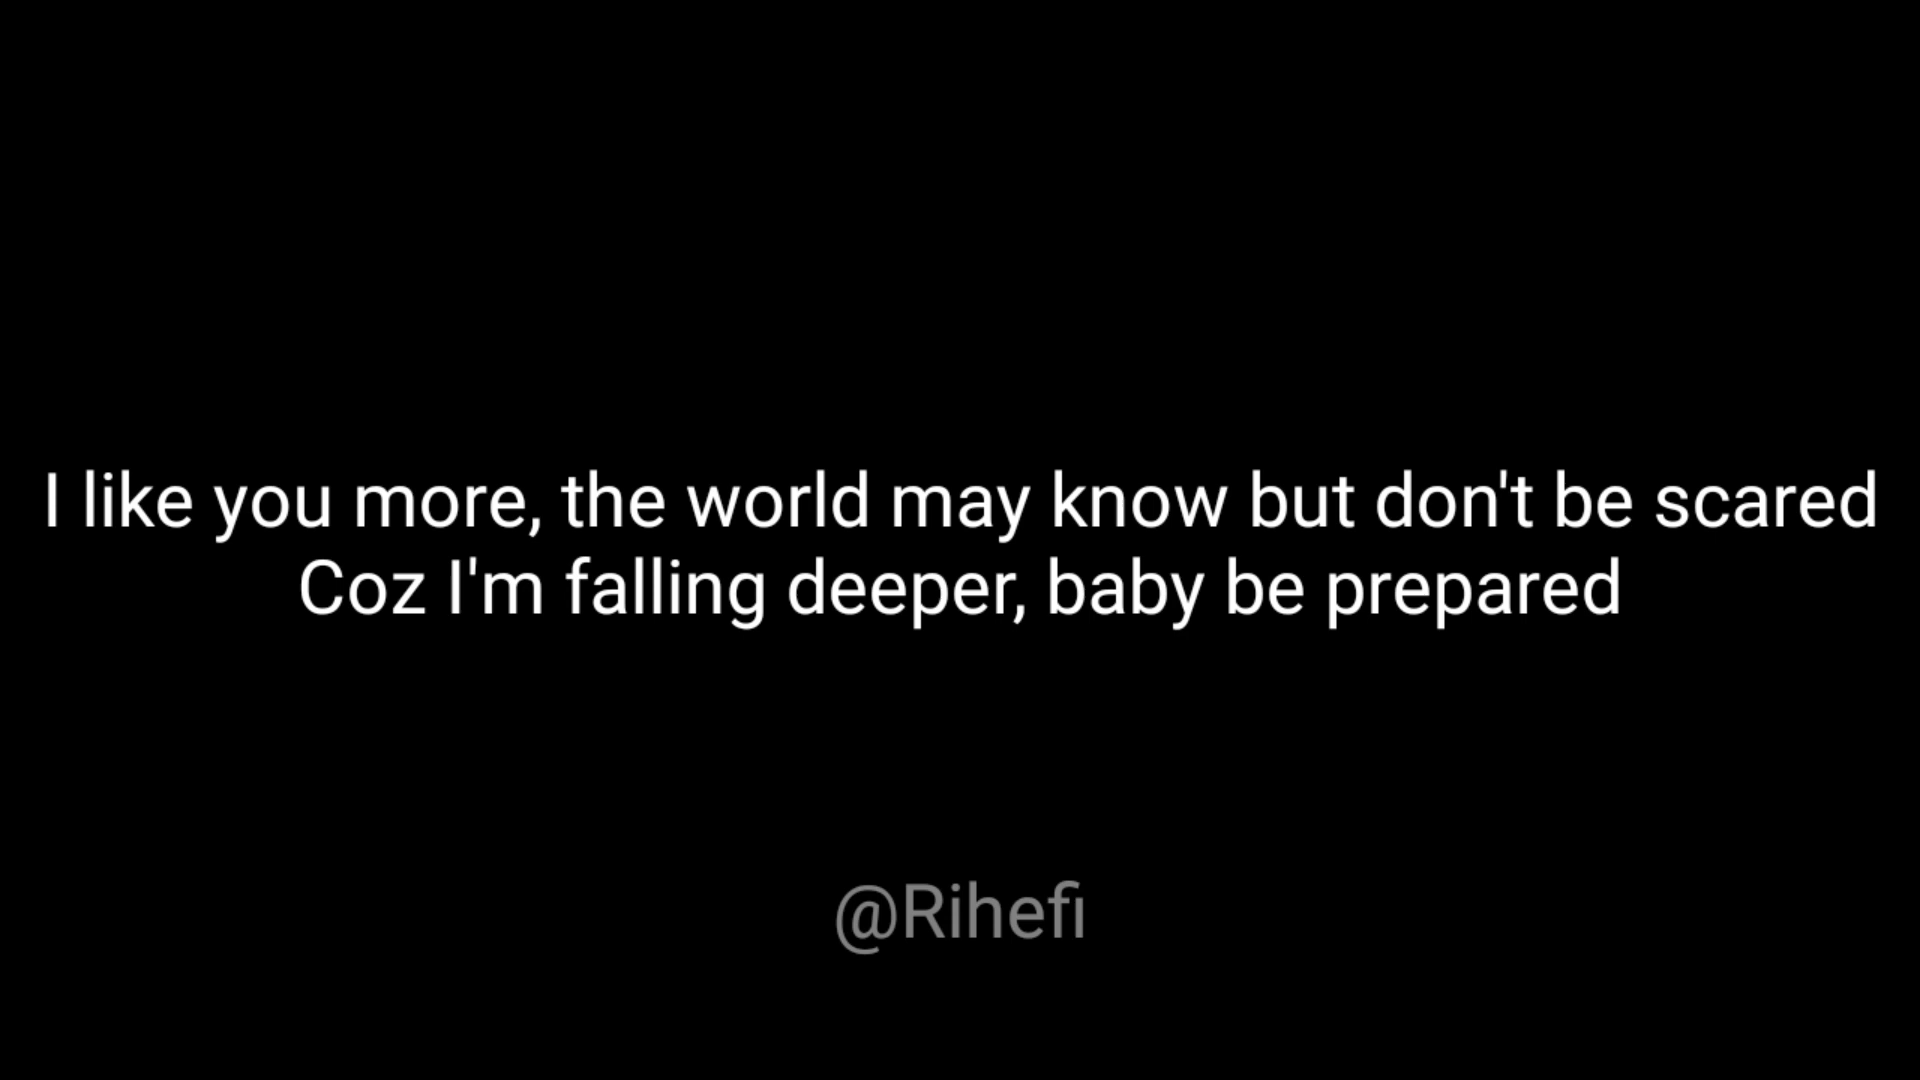 I like you more, the world may know but don't be scared
Coz I'm falling deeper, baby be prepared
@Rihefi